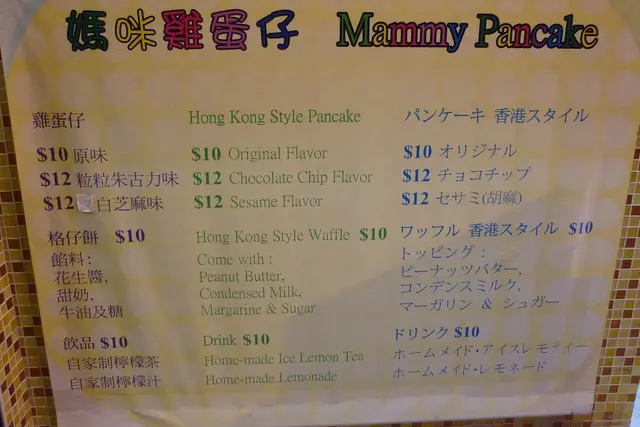 媽咪雞蛋仔 Mammy Pancake
雞蛋仔
$10 原味
$12 粒粒朱古力味
$12 白芝麻味
格仔餅 $10
餡料:
花生醬,
甜奶,
牛油及糖
飲品 $10
自家制檸檬茶
自家制檸檬汁
Hong Kong Style Pancake
$10 Original Flavor
$12 Chocolate Chip Flavor
$12 Sesame Flavor
Hong Kong Style Waffle $10
Come with :
Peanut Butter,
Condensed Milk,
Margarine & Sugar
Drink $10
Home-made Ice Lemon Tea
Home-made Lemonade
パンケーキ 香港スタイル
$10 オリジナル
$12 チョコチップ
$12 セサミ(胡麻)
ワッフル 香港スタイル $10
トッピング :
ピーナッツバター,
コンデンスミルク,
マーガリン & シュガー
ドリンク $10
ホームメイド・アイスレモティー
ホームメイド・レモネード